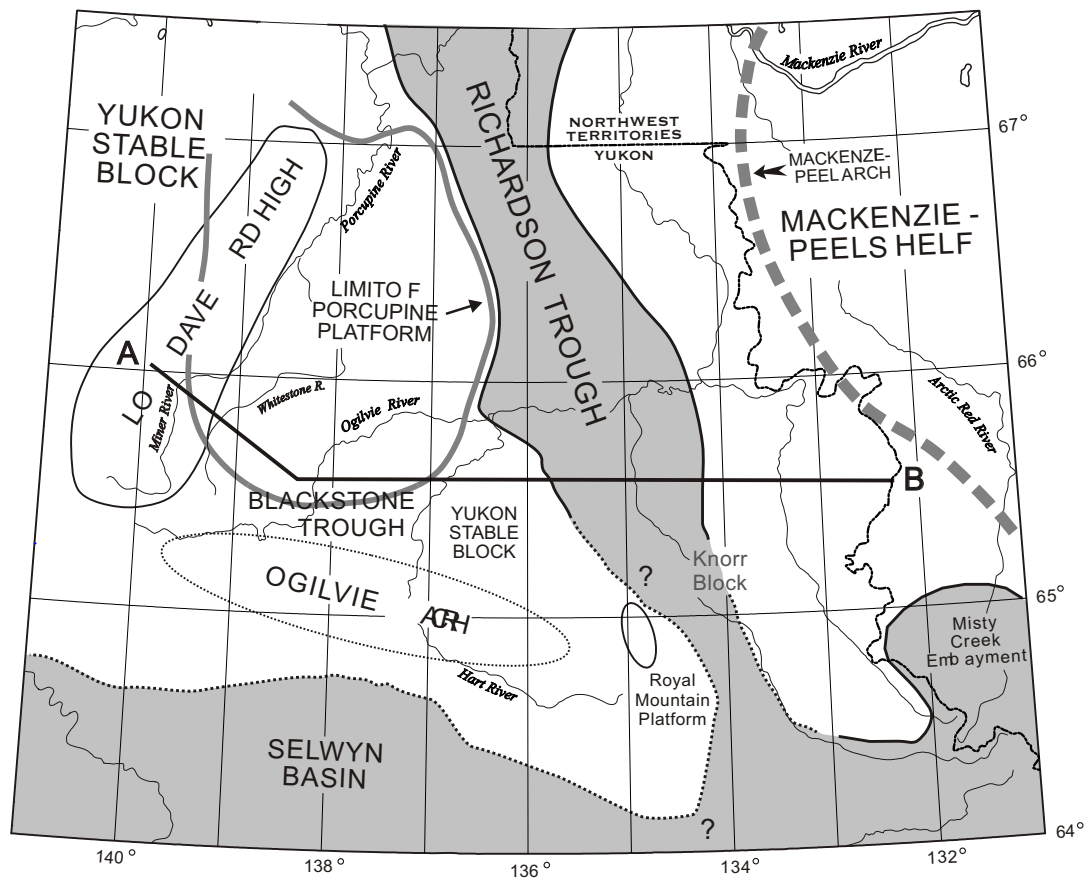 Mackenzie River
YUKON
STABLE
BLOCK
RICHARDSON TROUGH
NORTHWEST
TERRITORIES
YUKON
67°
MACKENZE-
PEELARCH
Porcupine River
RD HIGH
DAVE
LO
MACKENZIE -
PEELS HELF
LIMITO F
PORCUPINE
PLATFORM
A
66°
Miner River
Whitestone R.
Ogilvie River
Arctic Red River
B
BLACKSTONE
TROUGH
YUKON
STABLE
BLOCK
Knorr
Block
?
OGILVIE
65°
Misty
Creek
Emb ayment
Hart River
Royal
Mountain
Platform
SELWYN
BASIN
?
64°
140°
138°
136°
134°
132°